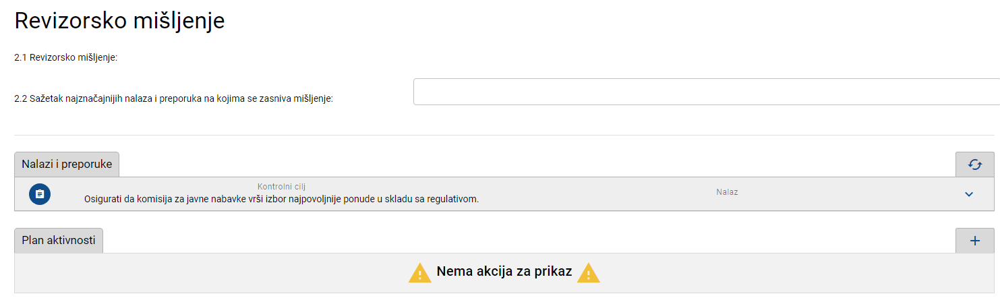 Revizorsko mišljenje
2.1 Revizorsko mišljenje:
2.2 Sažetak najznačajnijih nalaza i preporuka na kojima se zasniva mišljenje:
Nalazi i preporuke
Kontrolni cilj
Osigurati da komisija za javne nabavke vrši izbor najpovoljnije ponude u skladu sa regulativom.
Nalaz
Plan aktivnosti
Nema akcija za prikaz